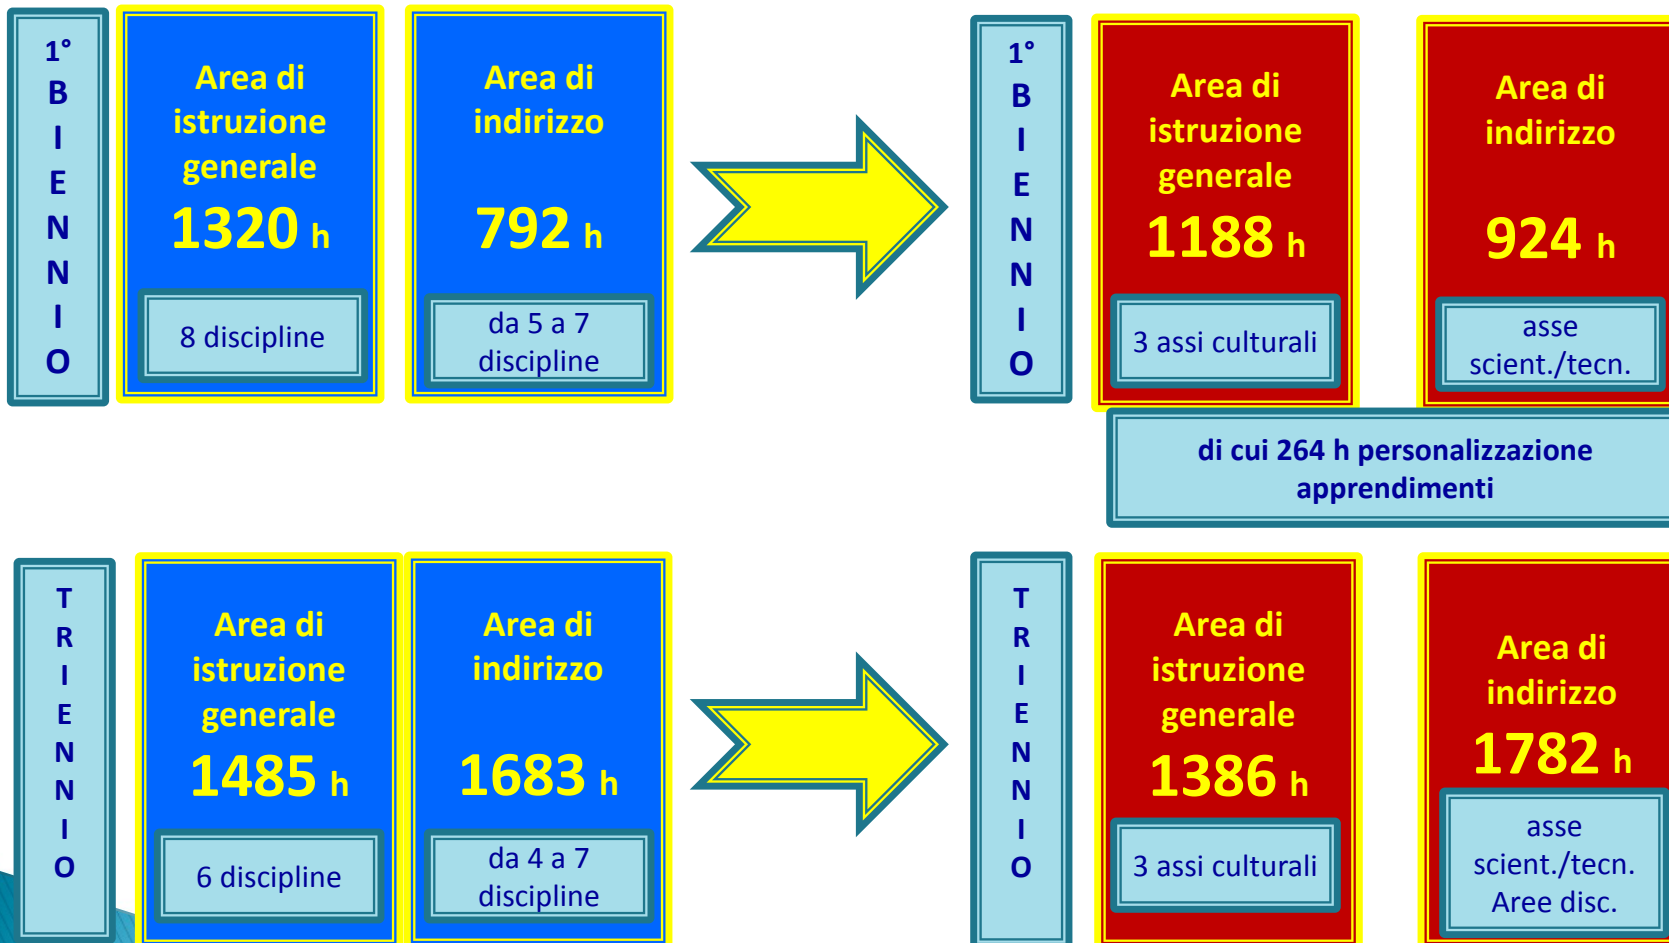 1°
B
I
E
N
N
I
O
Area di
istruzione
generale
1320 h
8 discipline
Area di
indirizzo
792 h
da 5 a 7
discipline
1°
B
I
E
N
N
I
O
Area di
istruzione
generale
1188 h
3 assi culturali
Area di
indirizzo
924 h
asse
scient./tecn.
di cui 264 h personalizzazione
apprendimenti
T
R
I
E
N
N
I
O
Area di
istruzione
generale
1485 h
6 discipline
Area di
indirizzo
1683 h
da 4 a 7
discipline
T
R
I
E
N
N
I
O
Area di
istruzione
generale
1386 h
3 assi culturali
Area di
indirizzo
1782 h
asse
scient./tecn.
Aree disc.